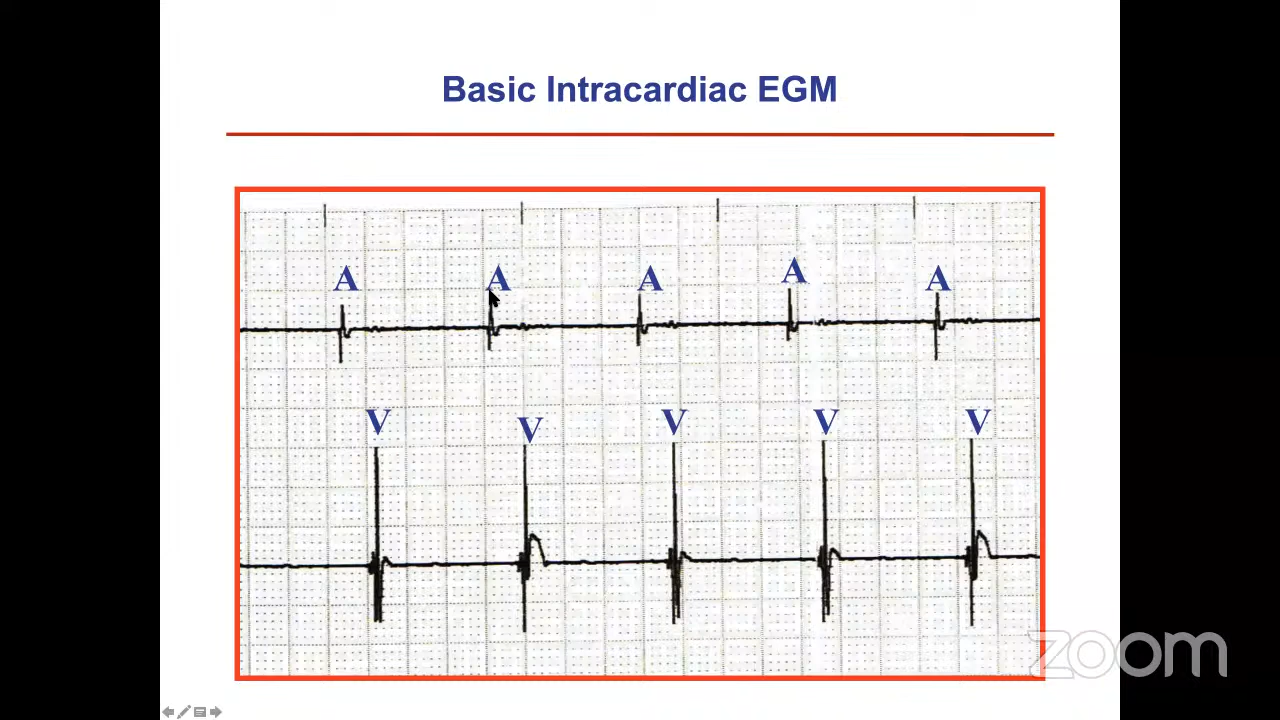 Basic Intracardiac EGM
A A A A A
V V V V V
zoom